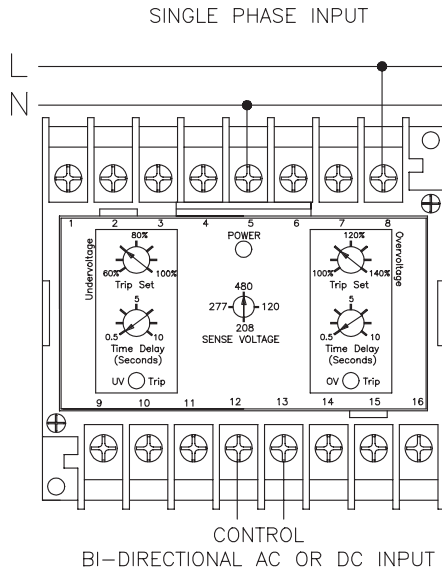 SINGLE PHASE INPUT
L
N
1 2 3 4 5 6 7 8
Undervoltage
80%
60% 100%
Trip Set
5
0.5 10
Time Delay
(Seconds)
UV Trip
POWER
480
277 120
208
SENSE VOLTAGE
Overvoltage
120%
100% 140%
Trip Set
5
0.5 10
Time Delay
(Seconds)
OV Trip
9 10 11 12 13 14 15 16
CONTROL
BI-DIRECTIONAL AC OR DC INPUT